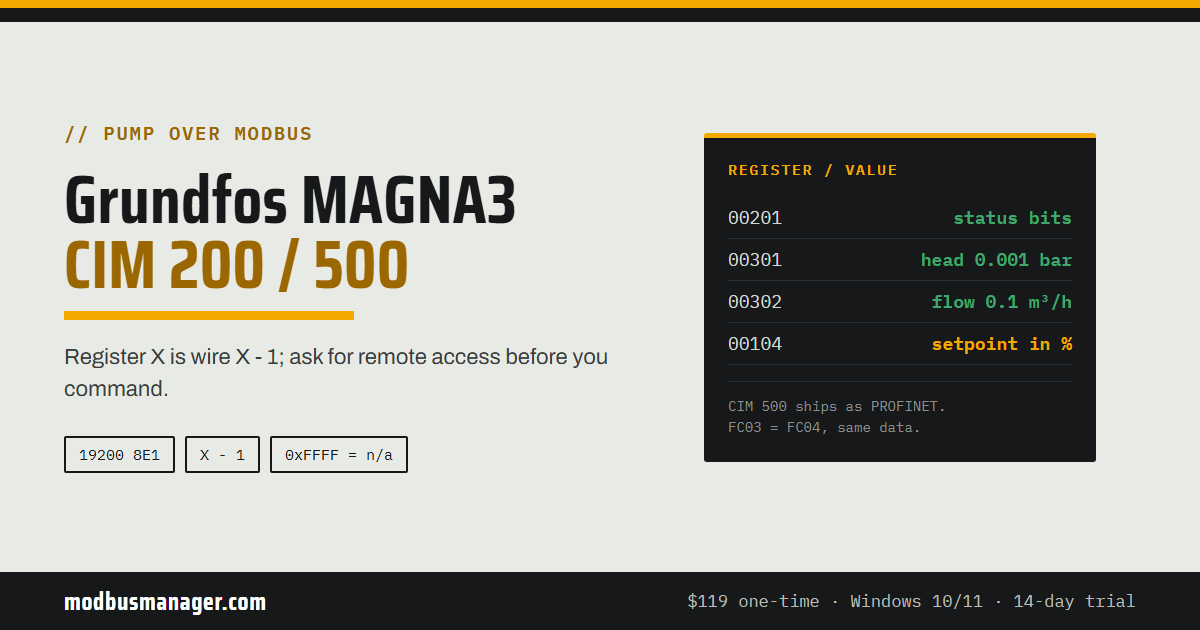 // PUMP OVER MODBUS
Grundfos MAGNA3
CIM 200 / 500
Register X is wire X - 1; ask for remote access before you
command.
19200 8E1
X - 1
0xFFFF = n/a
REGISTER / VALUE
00201 status bits
00301 head 0.001 bar
00302 flow 0.1 m³/h
00104 setpoint in %
CIM 500 ships as PROFINET.
FC03 = FC04, same data.
modbusmanager.com
$119 one-time · Windows 10/11 · 14-day trial